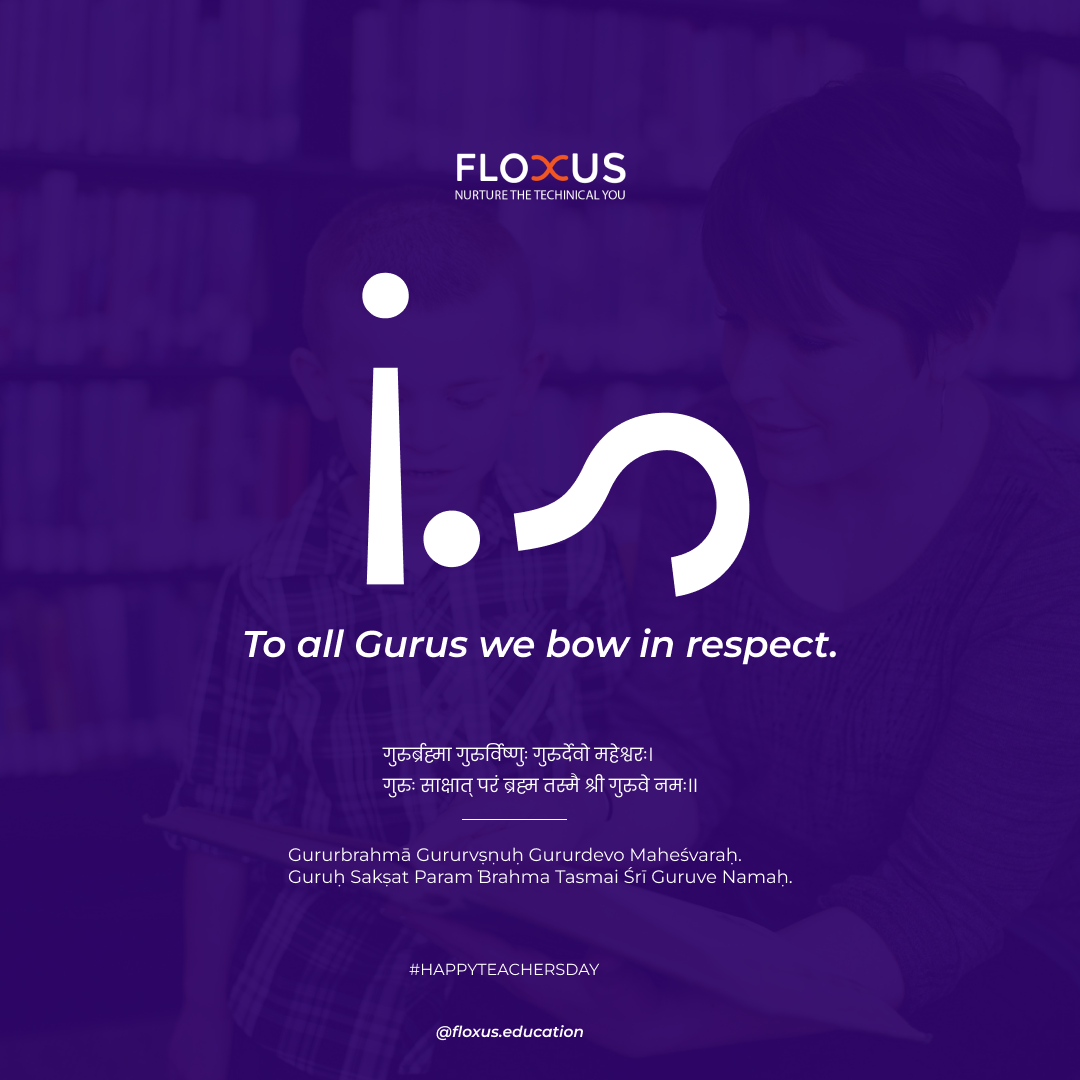 FLOXUS
NURTURE THE TECHINICAL YOU
To all Gurus we bow in respect.
गुरुर्ब्रह्मा गुरुर्विष्णुः गुरुर्देवो महेश्वरः।
गुरुः साक्षात् परं ब्रह्म तस्मै श्री गुरुवे नमः।।
Gururbrahmā Gururvṣṇuḥ Gururdevo Maheśvaraḥ.
Guruḥ Sakṣat Param Brahma Tasmai Śrī Guruve Namaḥ.
#HAPPYTEACHERSDAY
@floxus.education